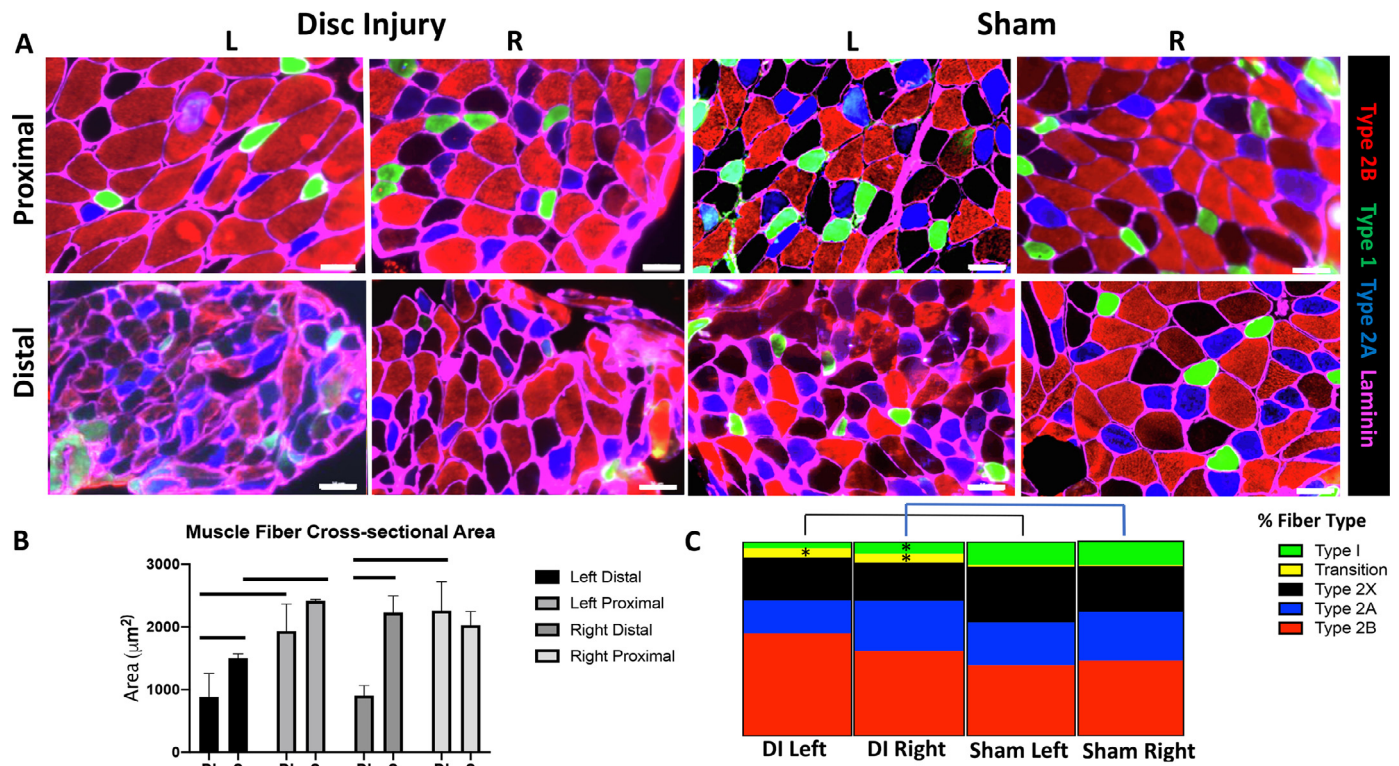 Disc Injury
Sham
A
L
R
L
R
Proximal
Distal
Type 2B Type 1 Type 2A Laminin
B
Muscle Fiber Cross-sectional Area
Area (μm²)
3000
2000
1000
0
Left Distal
Left Proximal
Right Distal
Right Proximal
C
*
*
*
DI Left
DI Right
Sham Left
Sham Right
% Fiber Type
Type I
Transition
Type 2X
Type 2A
Type 2B